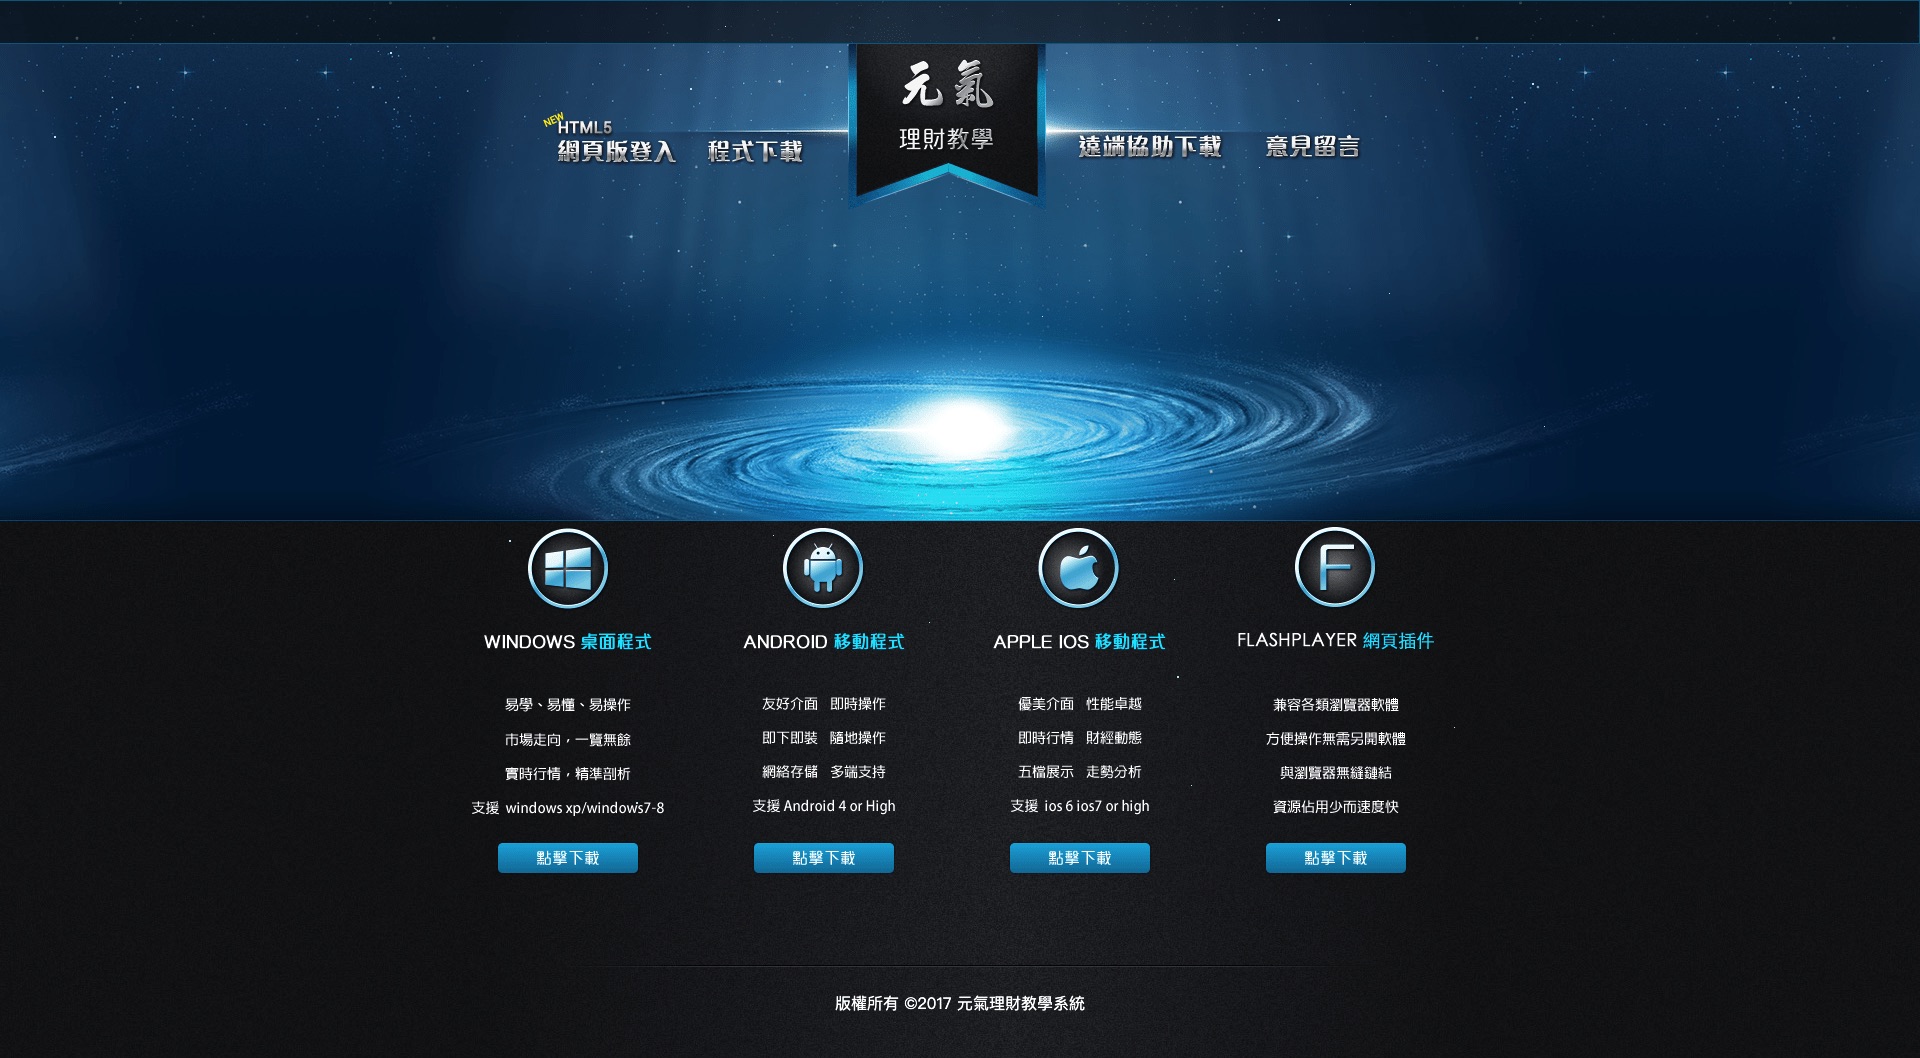 元氣
理財教學
NEW
HTML5
網頁版登入
程式下載
遠端協助下載
意見留言
WINDOWS 桌面程式
易學、易懂、易操作
市場走向，一覽無餘
實時行情，精準剖析
支援 windows xp/windows7-8
點擊下載
ANDROID 移動程式
友好介面 即時操作
即下即裝 隨地操作
網絡存儲 多端支持
支援 Android 4 or High
點擊下載
APPLE IOS 移動程式
優美介面 性能卓越
即時行情 財經動態
五檔展示 走勢分析
支援 ios 6 ios7 or high
點擊下載
FLASHPLAYER 網頁插件
兼容各類瀏覽器軟體
方便操作無需另開軟體
與瀏覽器無縫鏈結
資源佔用少而速度快
點擊下載
版權所有 ©2017 元氣理財教學系統